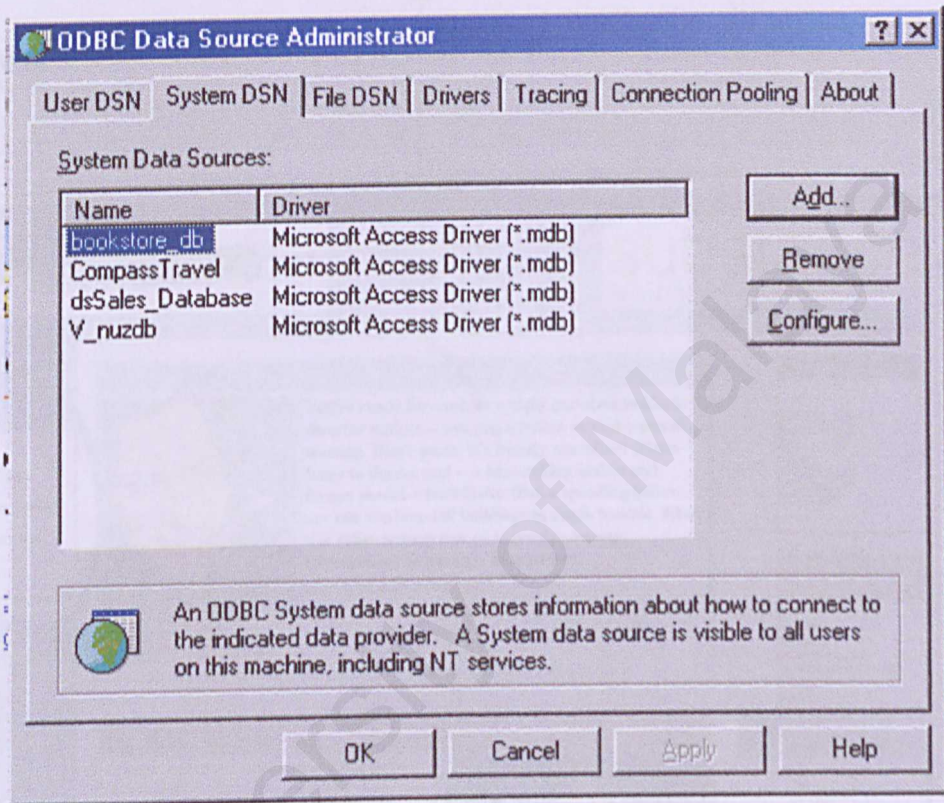 ODBC Data Source Administrator
User DSN System DSN File DSN Drivers Tracing Connection Pooling About
System Data Sources:
Name Driver
bookstore_db Microsoft Access Driver (*.mdb)
CompassTravel Microsoft Access Driver (*.mdb)
dsSales_Database Microsoft Access Driver (*.mdb)
V_nuzdb Microsoft Access Driver (*.mdb)
Add...
Remove
Configure...
An ODBC System data source stores information about how to connect to
the indicated data provider. A System data source is visible to all users
on this machine, including NT services.
OK Cancel Apply Help
ersity of Malaya